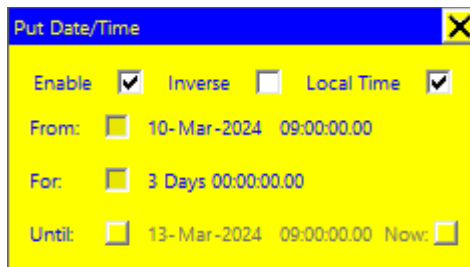 Put Date/Time
Enable Inverse Local Time
From: 10-Mar-2024 09:00:00.00
For: 3 Days 00:00:00.00
Until: 13-Mar-2024 09:00:00.00 Now: